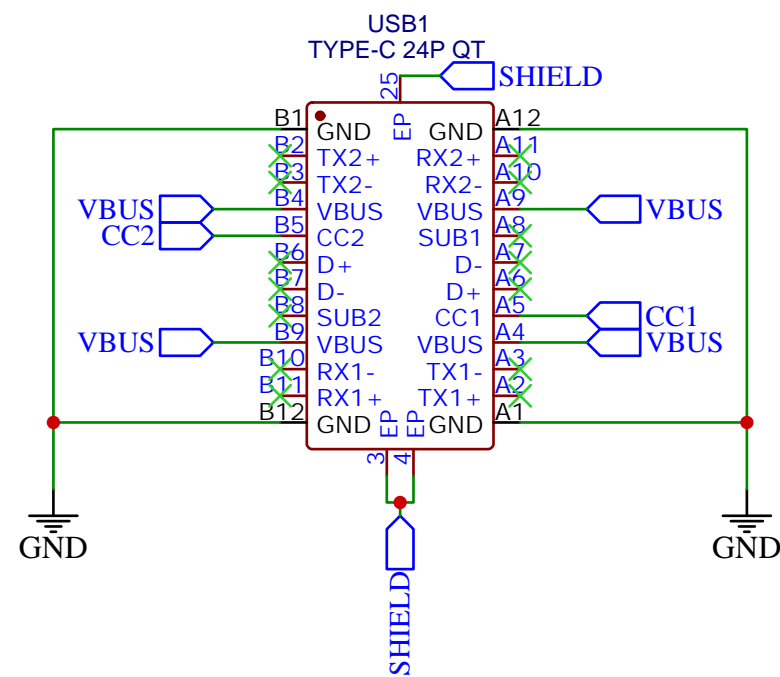 USB1
TYPE-C 24P QT
25 SHIELD
B1 GND EP GND A12
B2 TX2+ RX2+ A11
B3 TX2- RX2- A10
VBUS B4 VBUS VBUS A9 VBUS
CC2 B5 CC2 SUB1 A8
B6 D+ D- A7
B7 D- D+ A6
B8 SUB2 CC1 A5 CC1
VBUS B9 VBUS VBUS A4 VBUS
B10 RX1- TX1- A3
B11 RX1+ TX1+ A2
B12 GND EP EP GND A1
3 4
GND GND
SHIELD